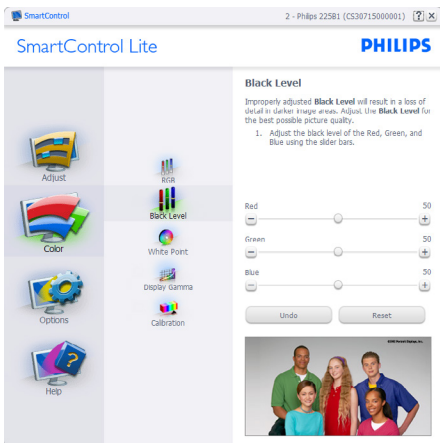 SmartControl
2 - Philips 225B1 (CS30715000001)
SmartControl Lite
PHILIPS
Adjust
Color
Options
Help
RGB
Black Level
White Point
Display Gamma
Calibration
Black Level
Improperly adjusted Black Level will result in a loss of
detail in darker image areas. Adjust the Black Level for
the best possible picture quality.
1. Adjust the black level of the Red, Green, and
Blue using the slider bars.
Red 50
Green 50
Blue 50
Undo Reset